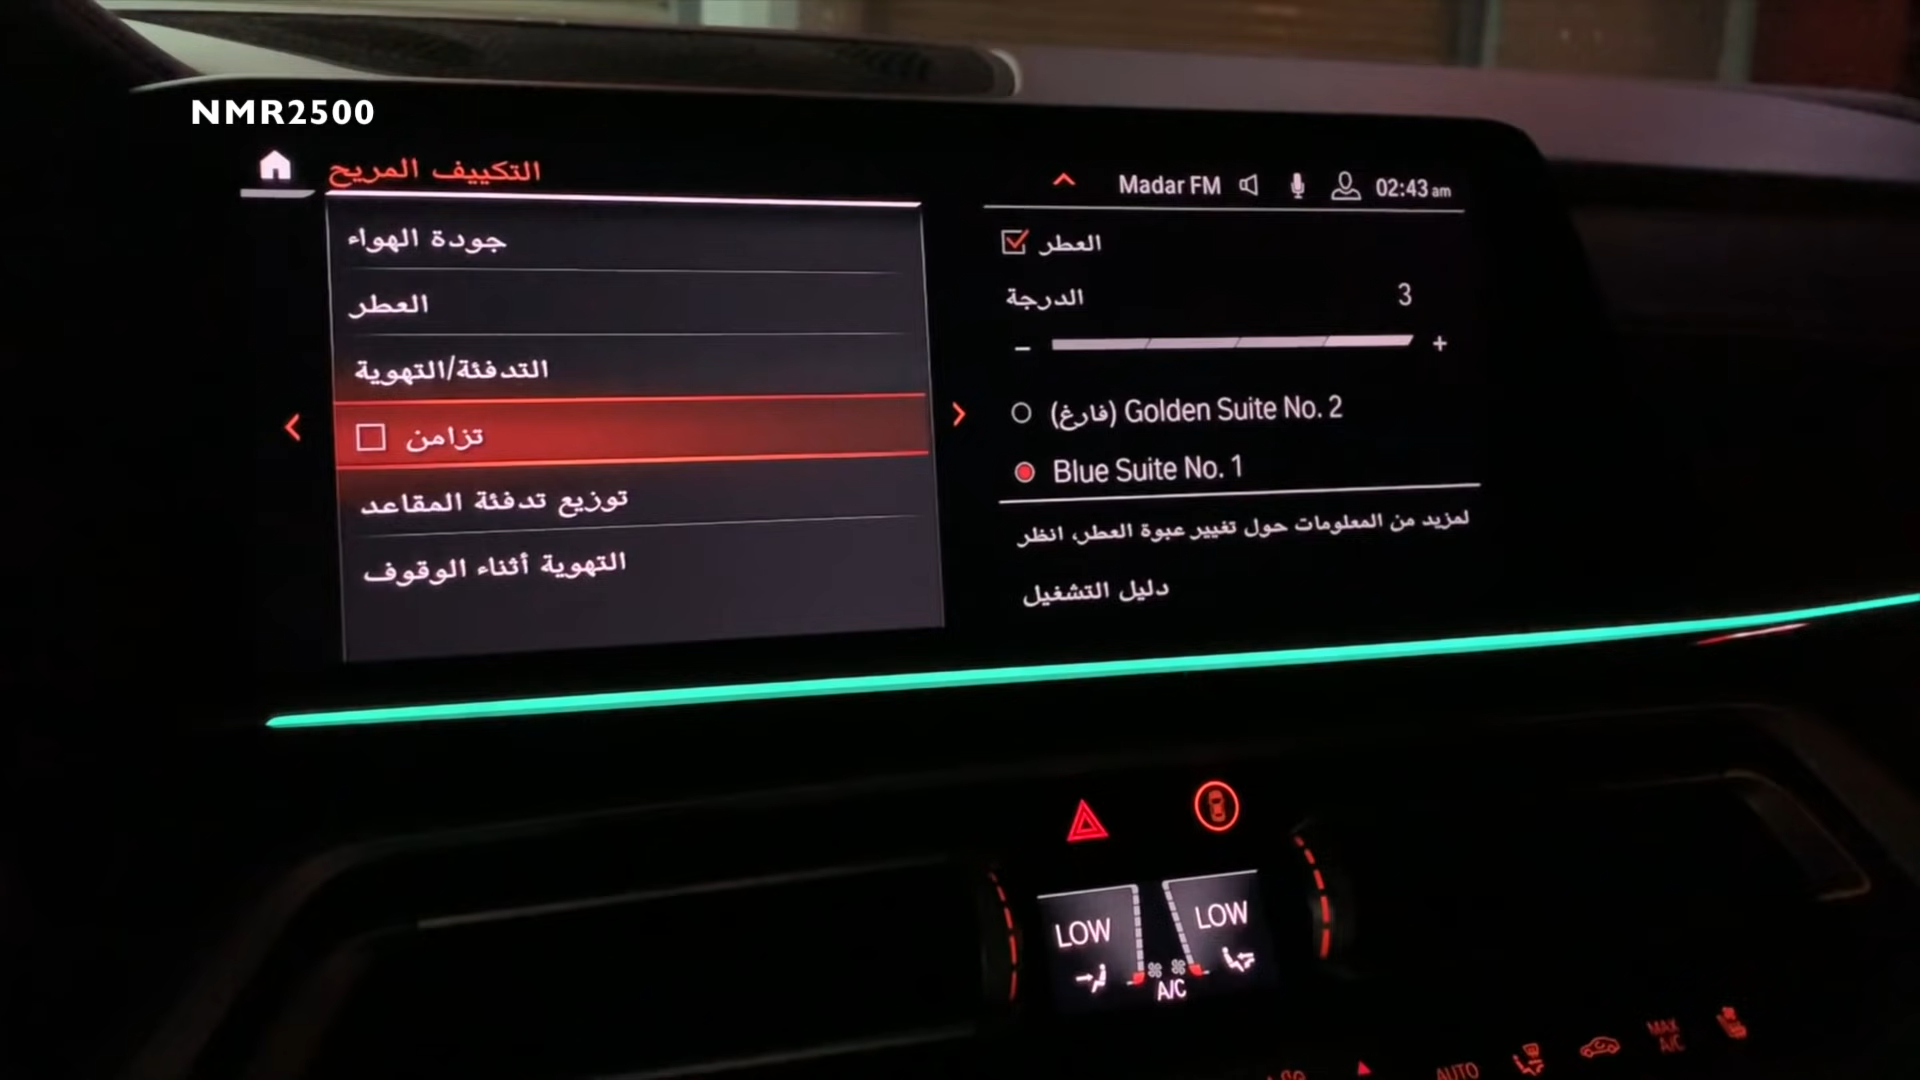 NMR2500
التكييف المريح
Madar FM
02:43 am
جودة الهواء
العطر
التدفئة/التهوية
تزامن
توزيع تدفئة المقاعد
التهوية أثناء الوقوف
العطر
الدرجة 3
− +
(فارغ) Golden Suite No. 2
Blue Suite No. 1
لمزيد من المعلومات حول تغيير عبوة العطر، انظر
دليل التشغيل
LOW LOW
A/C
AUTO
MAX
A/C